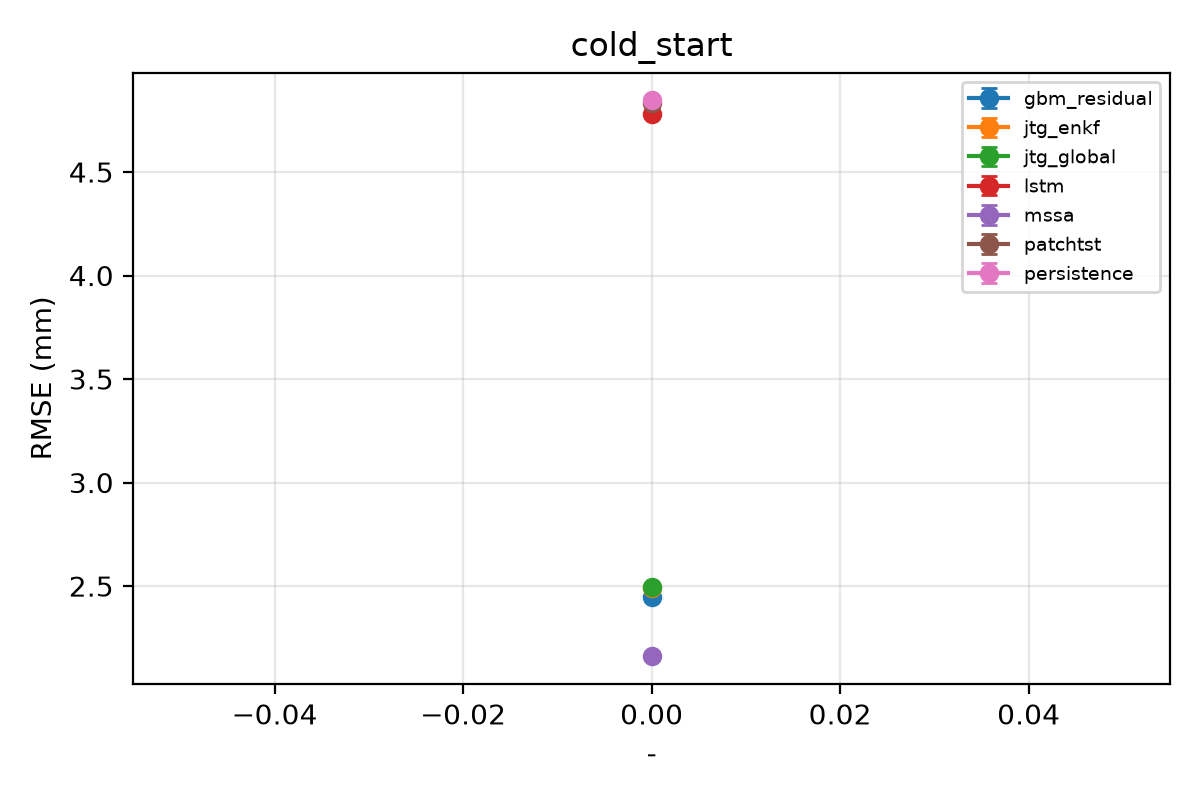 cold_start
gbm_residual
jtg_enkf
jtg_global
lstm
mssa
patchtst
persistence
RMSE (mm)
4.5
4.0
3.5
3.0
2.5
−0.04
−0.02
0.00
0.02
0.04
-